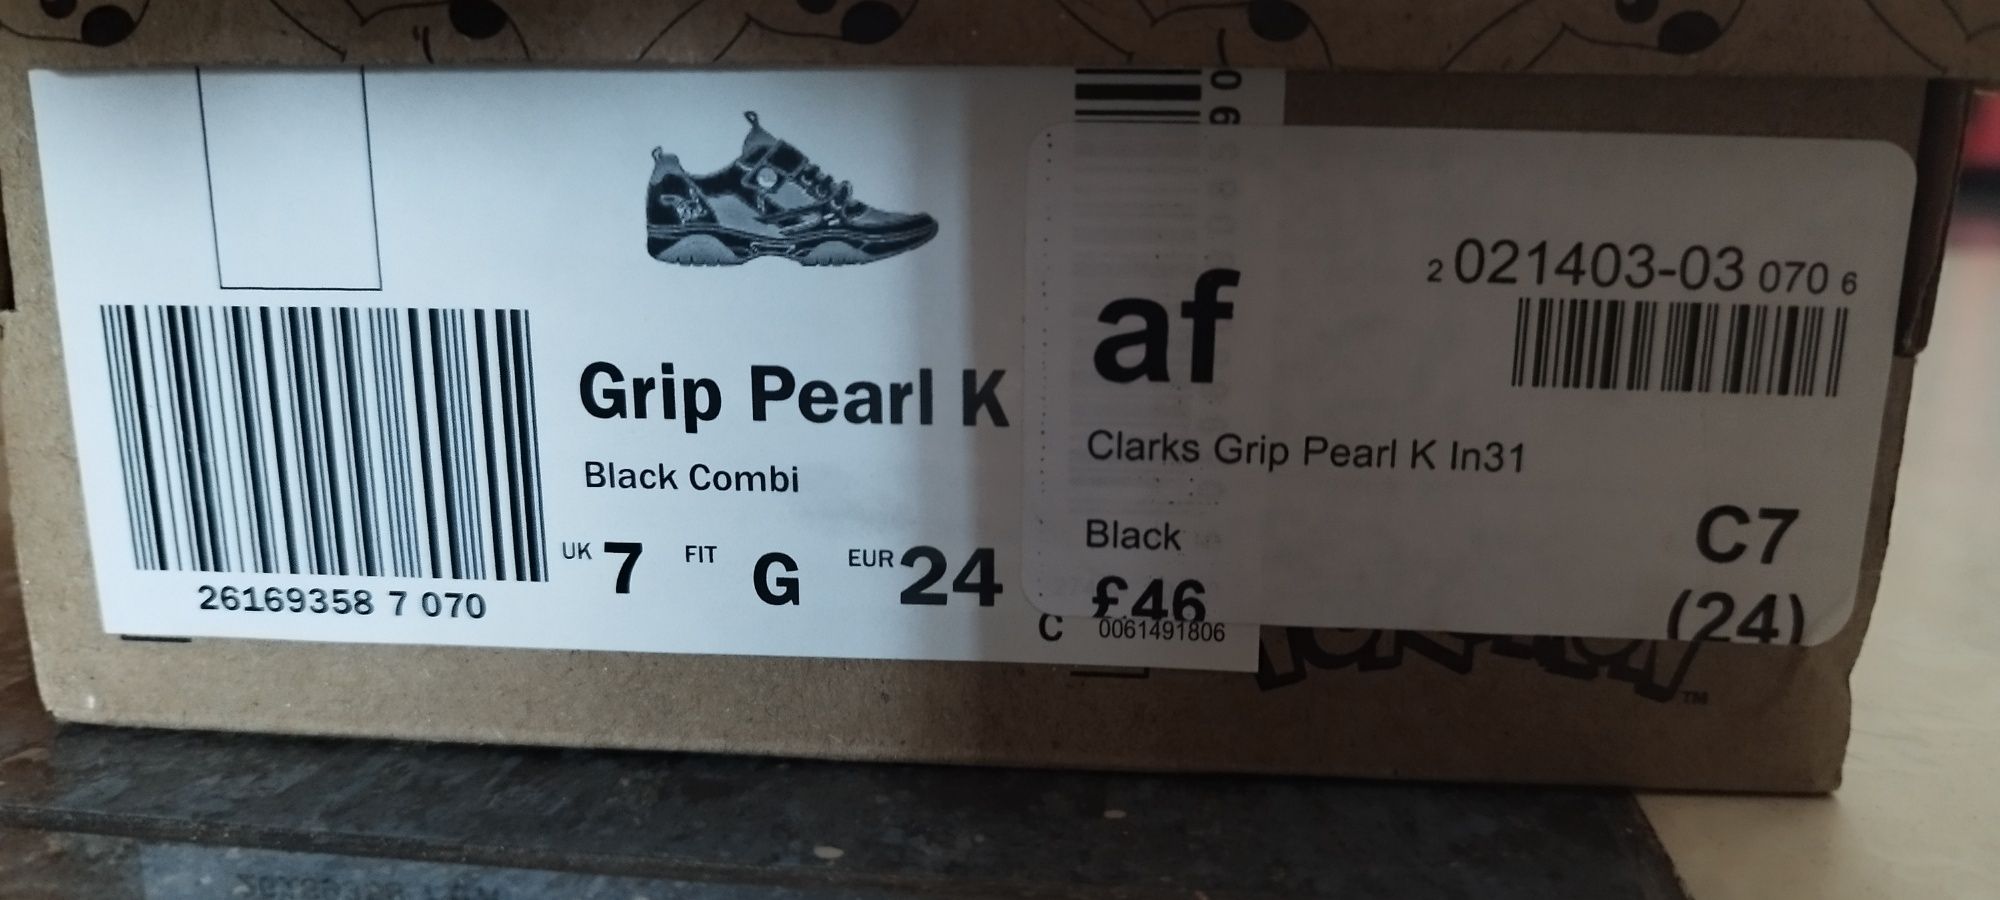 Grip Pearl K
Black Combi
UK 7 FIT G EUR 24
26169358 7 070
C 0061491806
af
2 021403-03 070 6
Clarks Grip Pearl K In31
Black
C7
£46
(24)
TM